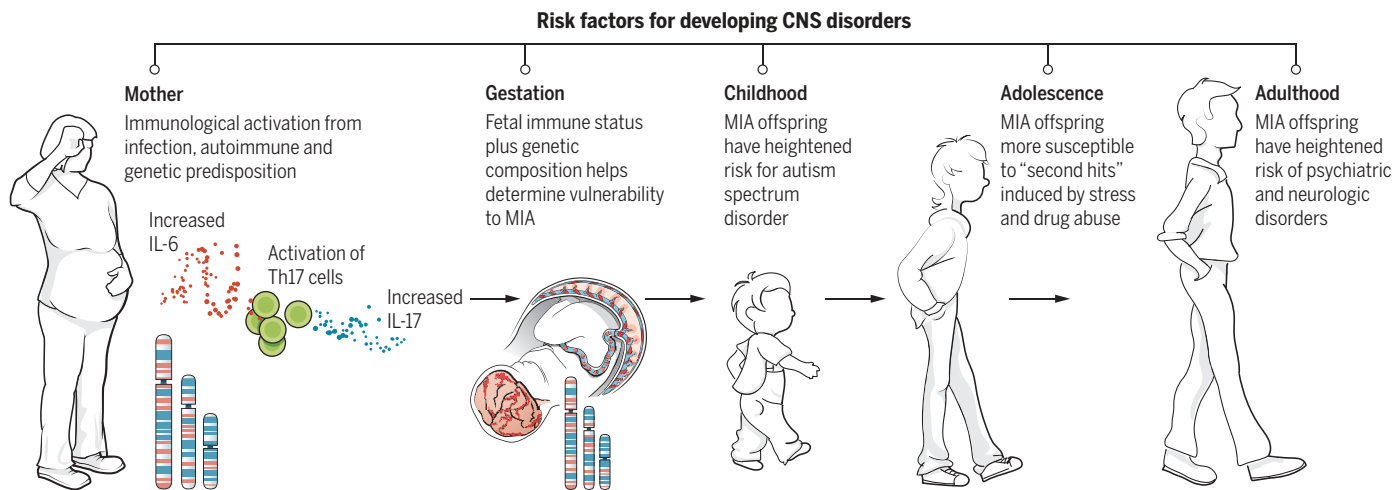 Risk factors for developing CNS disorders
Mother
Immunological activation from
infection, autoimmune and
genetic predisposition
Increased
IL-6
Activation of
Th17 cells
Increased
IL-17
Gestation
Fetal immune status
plus genetic
composition helps
determine vulnerability
to MIA
Childhood
MIA offspring
have heightened
risk for autism
spectrum
disorder
Adolescence
MIA offspring
more susceptible
to “second hits”
induced by stress
and drug abuse
Adulthood
MIA offspring
have heightened
risk of psychiatric
and neurologic
disorders